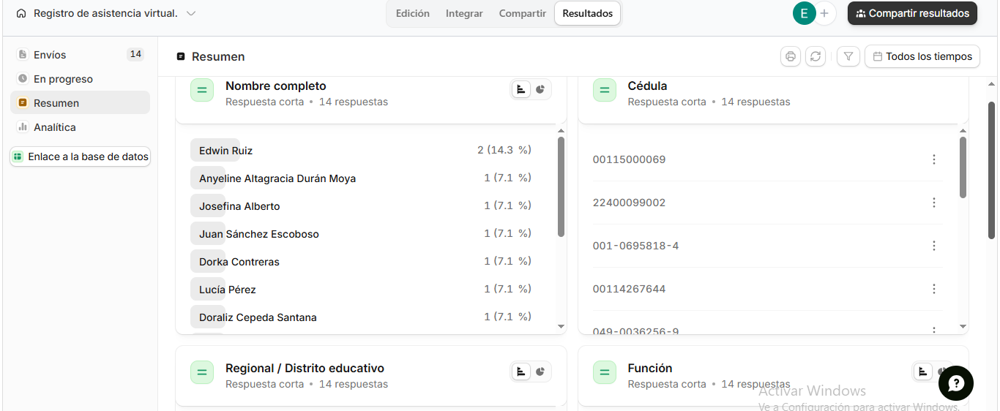 Registro de asistencia virtual.
Edición Integrar Compartir Resultados
E +
Compartir resultados
Envíos 14
En progreso
Resumen
Analítica
Enlace a la base de datos
Resumen
Todos los tiempos
Nombre completo
Respuesta corta • 14 respuestas
Edwin Ruiz 2 (14.3 %)
Anyeline Altagracia Durán Moya 1 (7.1 %)
Josefina Alberto 1 (7.1 %)
Juan Sánchez Escoboso 1 (7.1 %)
Dorka Contreras 1 (7.1 %)
Lucía Pérez 1 (7.1 %)
Doraliz Cepeda Santana 1 (7.1 %)
Cédula
Respuesta corta • 14 respuestas
00115000069
22400099002
001-0695818-4
00114267644
049-0036256-9
Regional / Distrito educativo
Respuesta corta • 14 respuestas
Función
Respuesta corta • 14 respuestas
Activar Windows
Ve a Configuración para activar Windows.